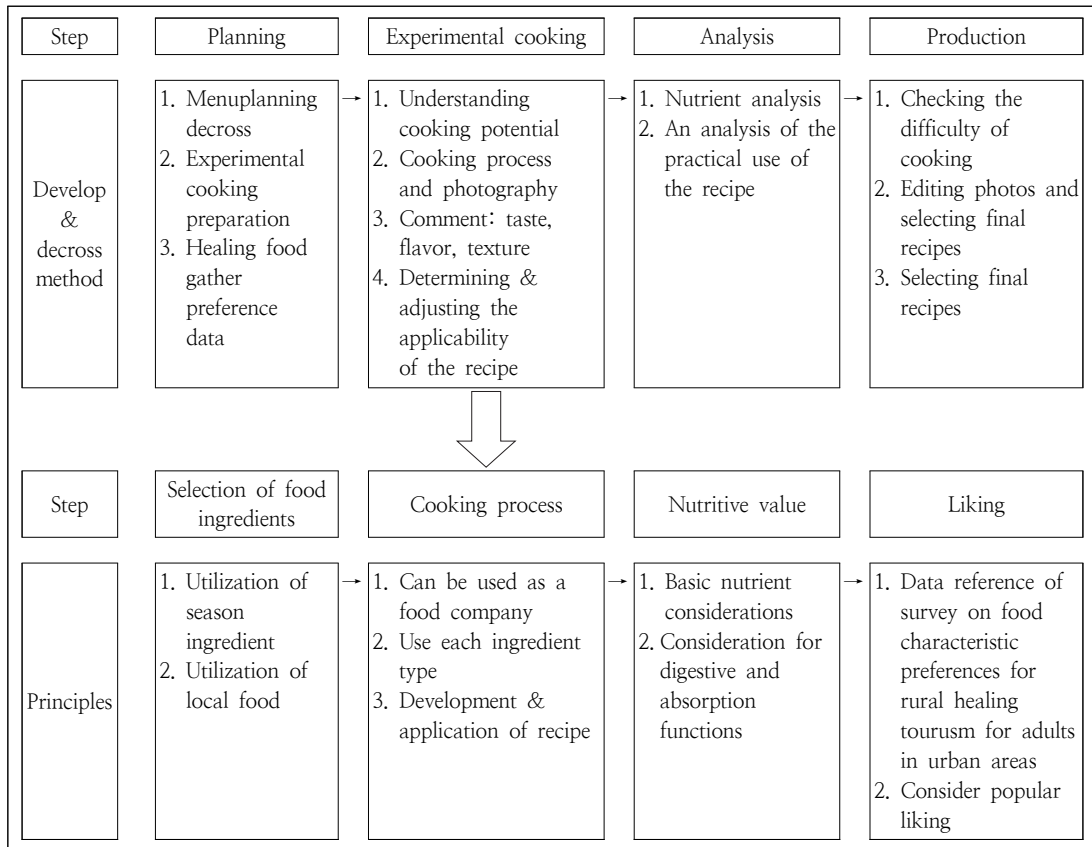 Step
Planning
Experimental cooking
Analysis
Production
Develop
&
decross
method
1. Menuplanning
decross
2. Experimental
cooking
preparation
3. Healing food
gather
preference
data
→
1. Understanding
cooking potential
2. Cooking process
and photography
3. Comment: taste,
flavor, texture
4. Determining &
adjusting the
applicability
of the recipe
→
1. Nutrient analysis
2. An analysis of the
practical use of
the recipe
→
1. Checking the
difficulty of
cooking
2. Editing photos and
selecting final
recipes
3. Selecting final
recipes
Step
Selection of food
ingredients
Cooking process
Nutritive value
Liking
Principles
1. Utilization of
season
ingredient
2. Utilization of
local food
→
1. Can be used as a
food company
2. Use each ingredient
type
3. Development &
application of recipe
→
1. Basic nutrient
considerations
2. Consideration for
digestive and
absorption
functions
→
1. Data reference of
survey on food
characteristic
preferences for
rural healing
tourusm for adults
in urban areas
2. Consider popular
liking